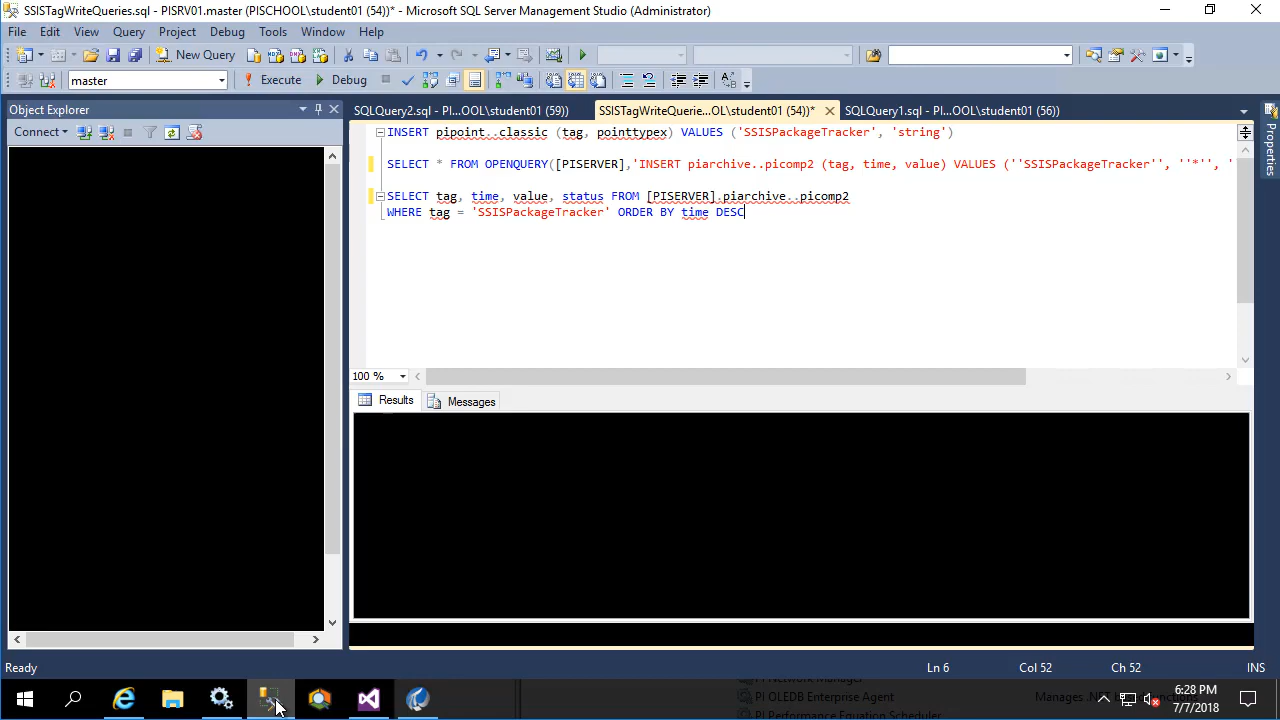 SSISTagWriteQueries.sql - PISRV01.master (PISCHOOL\student01 (54))* - Microsoft SQL Server Management Studio (Administrator)
File Edit View Query Project Debug Tools Window Help
New Query
master Execute Debug
Object Explorer
SQLQuery2.sql - PI...OOL\student01 (59))
SSISTagWriteQuerie...OL\student01 (54))*
SQLQuery1.sql - PI...OOL\student01 (56))
Connect
INSERT pipoint..classic (tag, pointtypex) VALUES ('SSISPackageTracker', 'string')
SELECT * FROM OPENQUERY([PISERVER],'INSERT piarchive..picomp2 (tag, time, value) VALUES (''SSISPackageTracker'', ''*'', '
SELECT tag, time, value, status FROM [PISERVER].piarchive..picomp2
WHERE tag = 'SSISPackageTracker' ORDER BY time DESC
Properties
100 %
Results Messages
Ready Ln 6 Col 52 Ch 52 INS
PI OLEDB Enterprise Agent Manages .NET
PI Performance Equation Scheduler
6:28 PM
7/7/2018